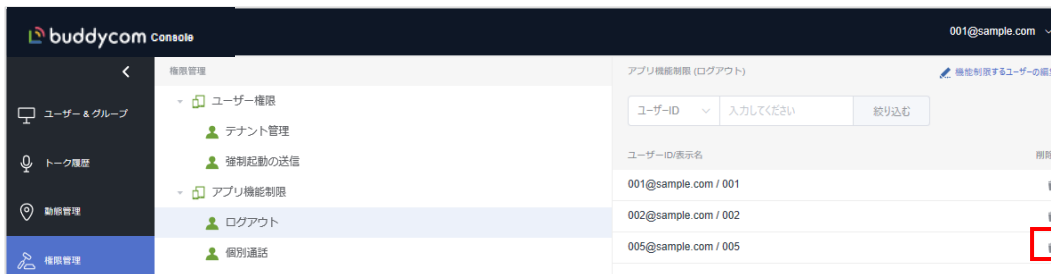 buddycom Console
001@sample.com
権限管理
ユーザー権限
テナント管理
強制起動の送信
アプリ機能制限
ログアウト
個別通話
ユーザー & グループ
トーク履歴
動態管理
権限管理
アプリ機能制限 (ログアウト)
機能制限するユーザーの編集
ユーザーID
入力してください
絞り込む
ユーザーID/表示名
削除
001@sample.com / 001
002@sample.com / 002
005@sample.com / 005